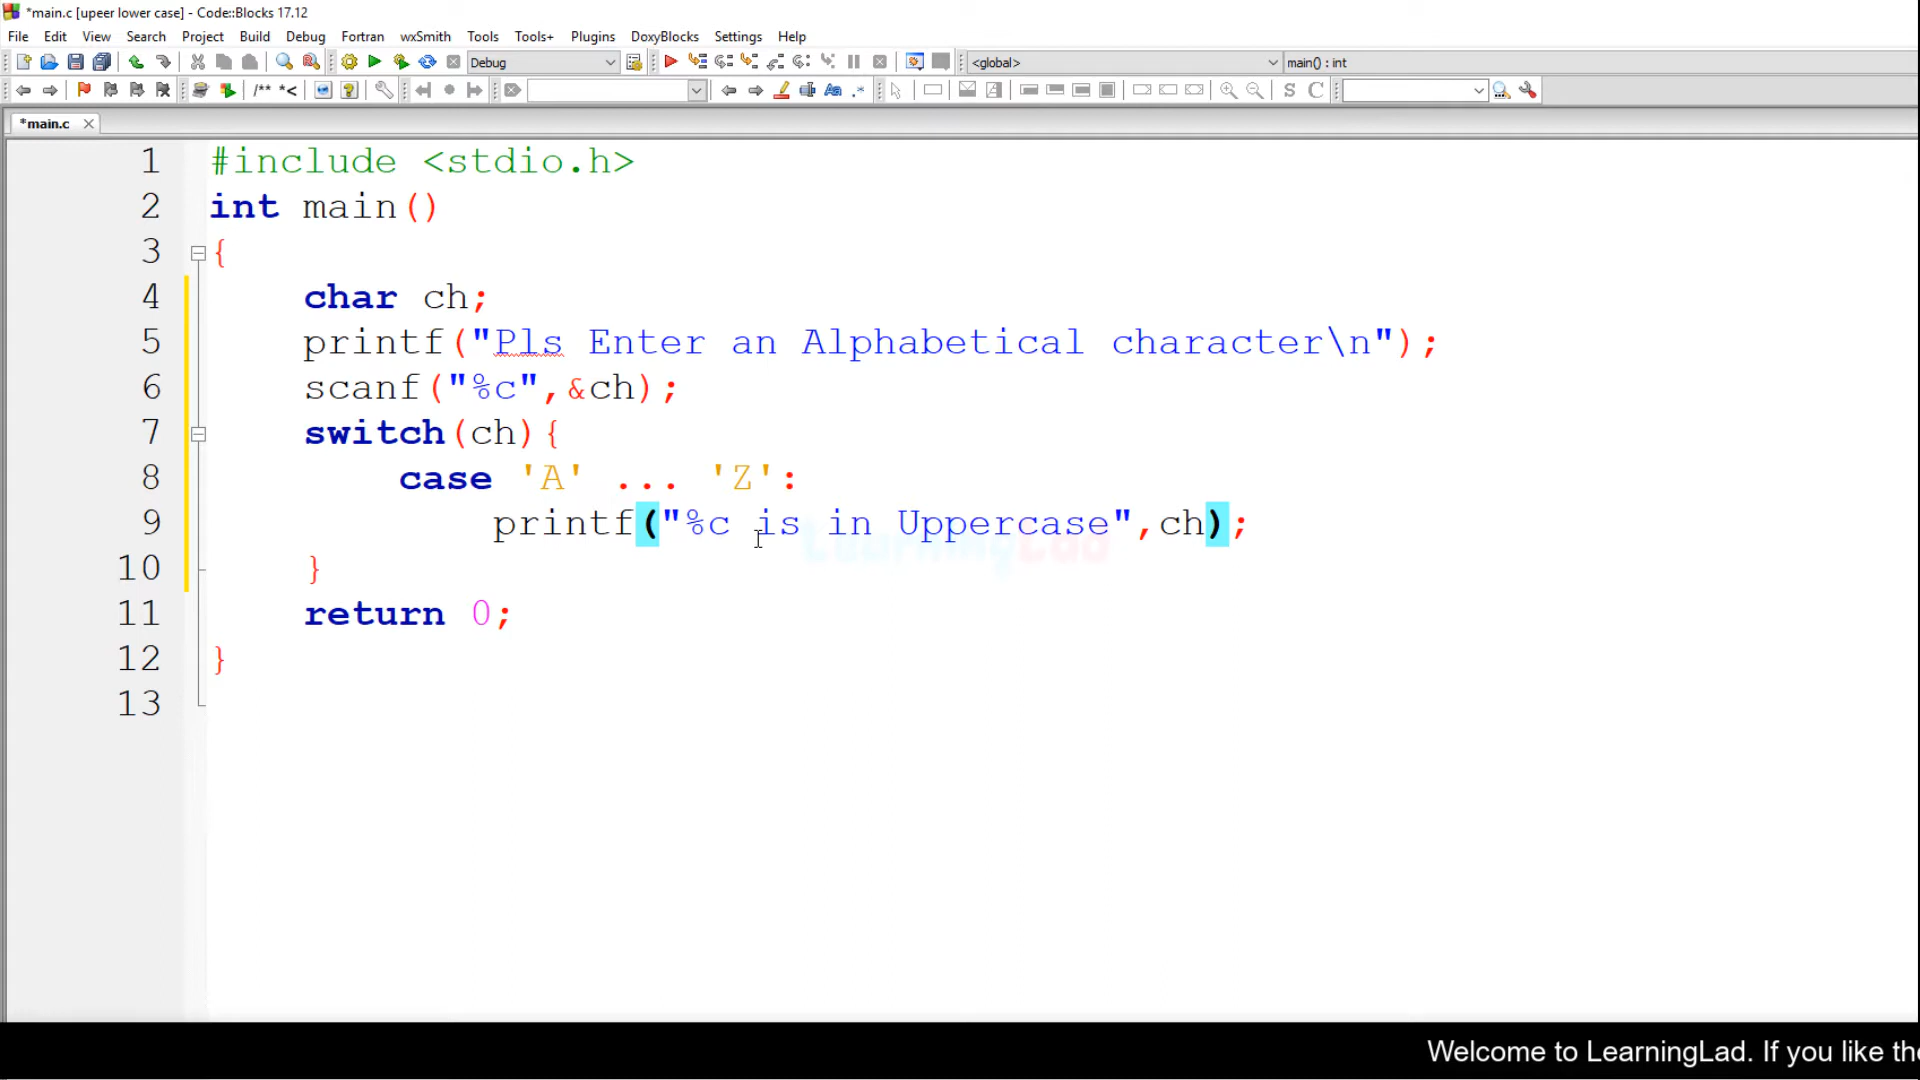 *main.c [upeer lower case] - Code::Blocks 17.12
File Edit View Search Project Build Debug Fortran wxSmith Tools Tools+ Plugins DoxyBlocks Settings Help
Debug <global> main() : int
/** *< Aa .* S C
*main.c
1 #include <stdio.h>
2 int main()
3 {
4 char ch;
5 printf("Pls Enter an Alphabetical character\n");
6 scanf("%c",&ch);
7 switch(ch){
8 case 'A' ... 'Z':
9 printf("%c is in Uppercase",ch);
LearningLad
10 }
11 return 0;
12 }
13
Welcome to LearningLad. If you like the